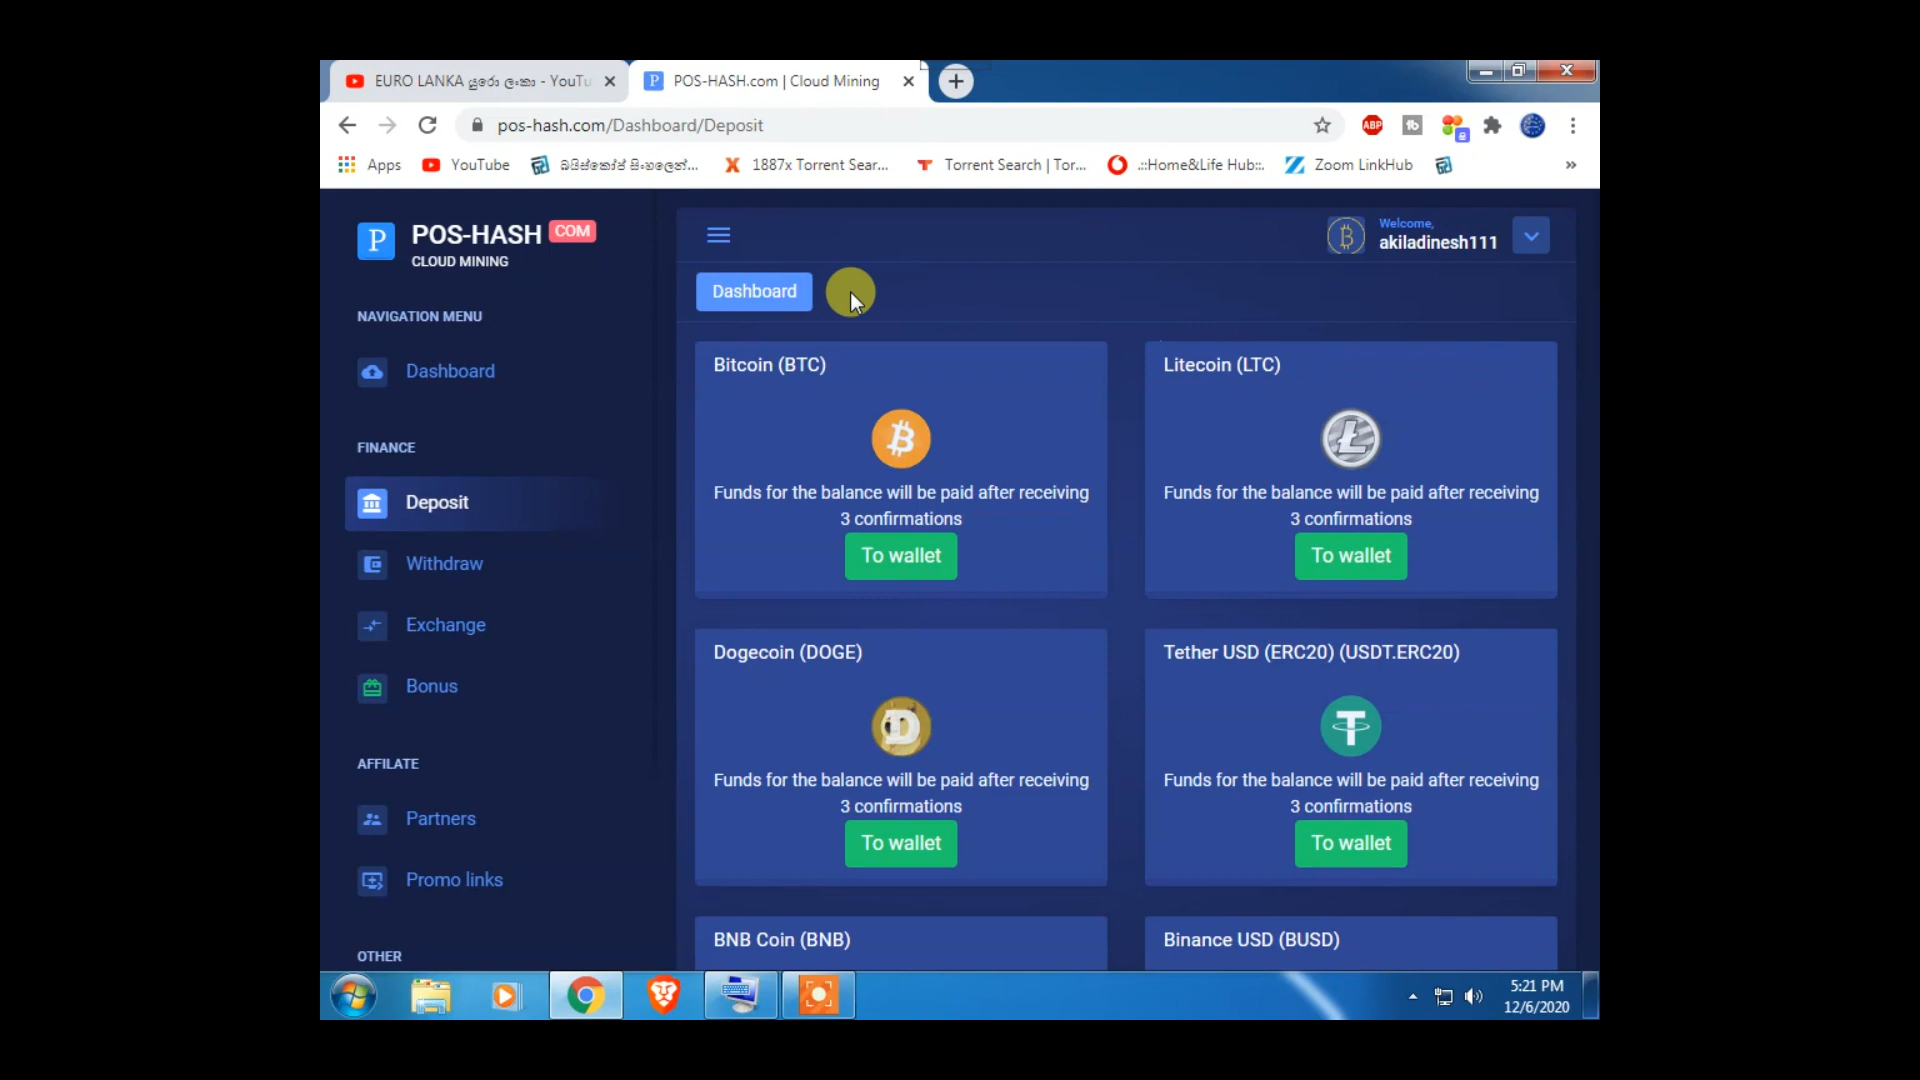 EURO LANKA යුරෝ ලංකා - YouTu
POS-HASH.com | Cloud Mining
pos-hash.com/Dashboard/Deposit
ABP
Apps
YouTube
බයිස්කෝප් සිංහලෙන්...
1887x Torrent Sear...
Torrent Search | Tor...
.::Home&Life Hub::.
Zoom LinkHub
»
P
POS-HASH COM
CLOUD MINING
Welcome,
akiladinesh111
Dashboard
NAVIGATION MENU
Dashboard
FINANCE
Deposit
Withdraw
Exchange
Bonus
AFFILATE
Partners
Promo links
OTHER
Bitcoin (BTC)
Funds for the balance will be paid after receiving
3 confirmations
To wallet
Litecoin (LTC)
Funds for the balance will be paid after receiving
3 confirmations
To wallet
Dogecoin (DOGE)
Funds for the balance will be paid after receiving
3 confirmations
To wallet
Tether USD (ERC20) (USDT.ERC20)
Funds for the balance will be paid after receiving
3 confirmations
To wallet
BNB Coin (BNB)
Binance USD (BUSD)
5:21 PM
12/6/2020